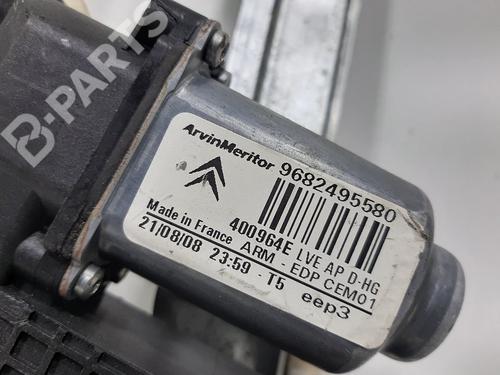 B-PARTS
ArvinMeritor 9682495580
400964E LVE AP D-HG
Made in France ARM - EDP CEM01
21/08/08 23:59 - T5 eep3